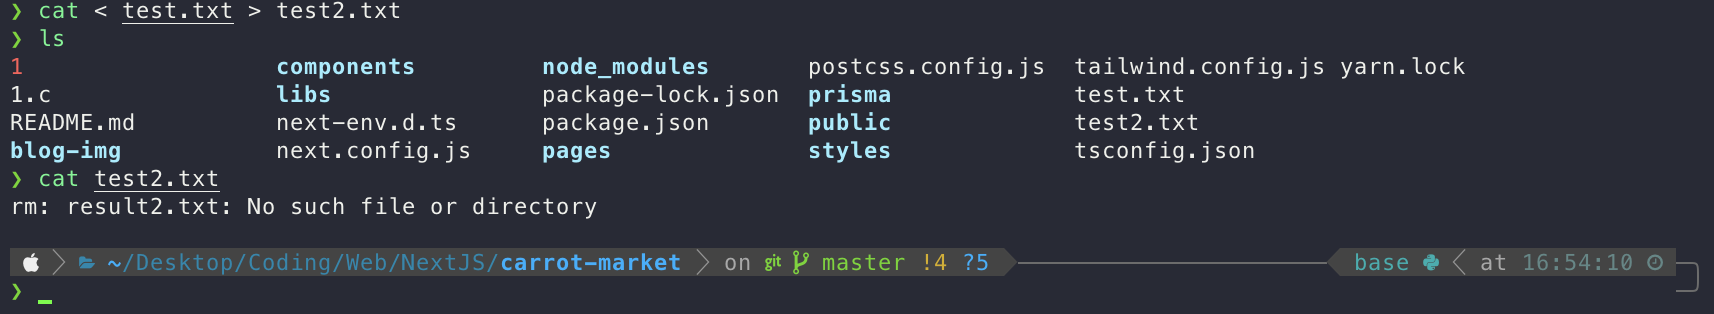 ❯ cat < test.txt > test2.txt
❯ ls
1 components node_modules postcss.config.js tailwind.config.js yarn.lock
1.c libs package-lock.json prisma test.txt
README.md next-env.d.ts package.json public test2.txt
blog-img next.config.js pages styles tsconfig.json
❯ cat test2.txt
rm: result2.txt: No such file or directory
~/Desktop/Coding/Web/NextJS/carrot-market on git master !4 ?5 base at 16:54:10
❯ _